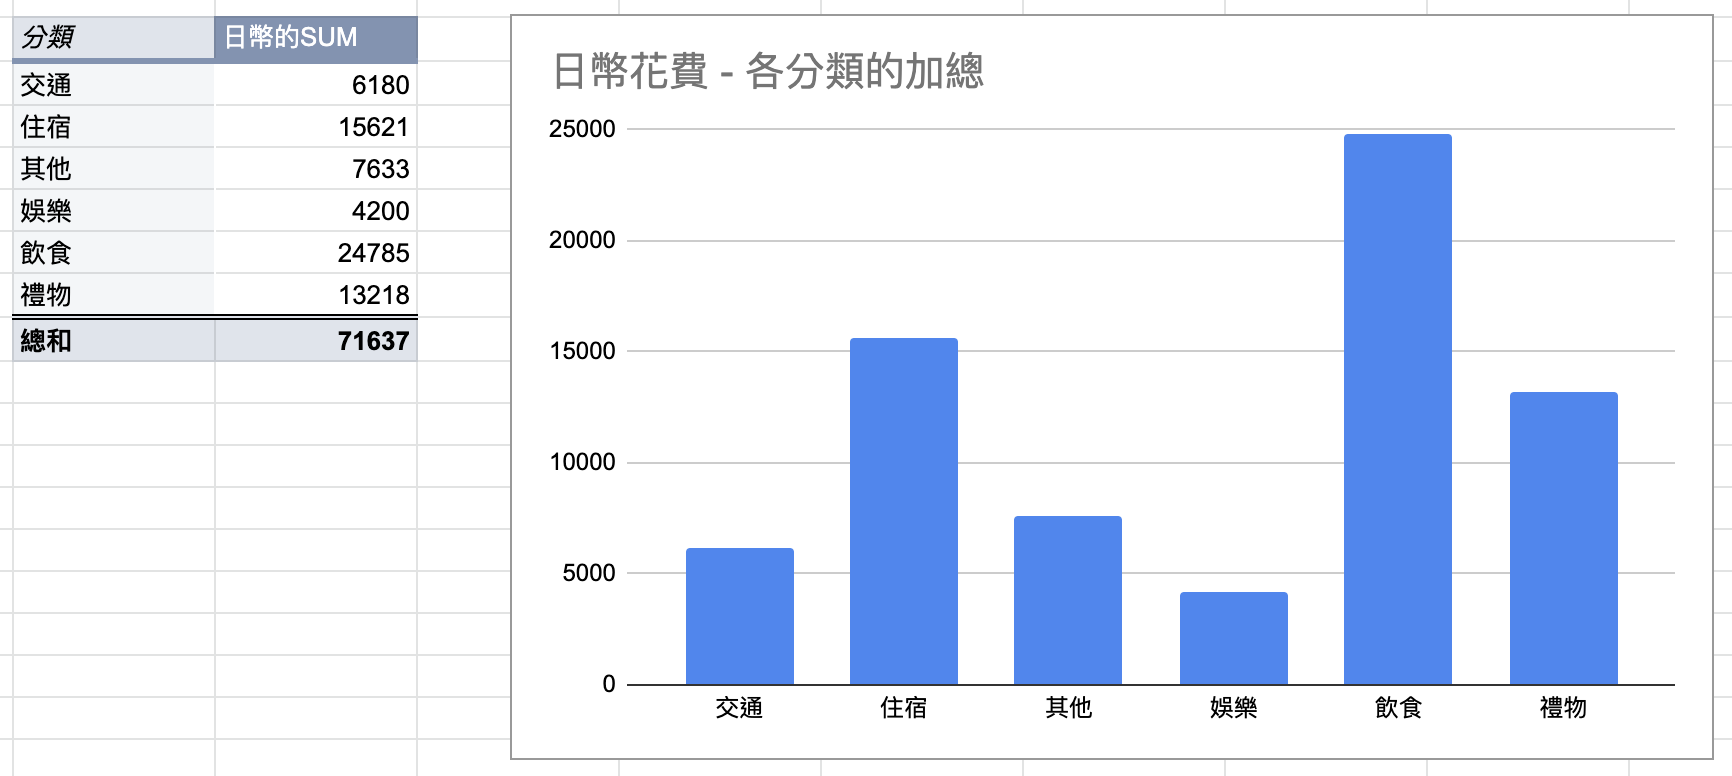 分類 日幣的SUM
交通 6180
住宿 15621
其他 7633
娛樂 4200
飲食 24785
禮物 13218
總和 71637
日幣花費 - 各分類的加總
25000
20000
15000
10000
5000
0
交通 住宿 其他 娛樂 飲食 禮物